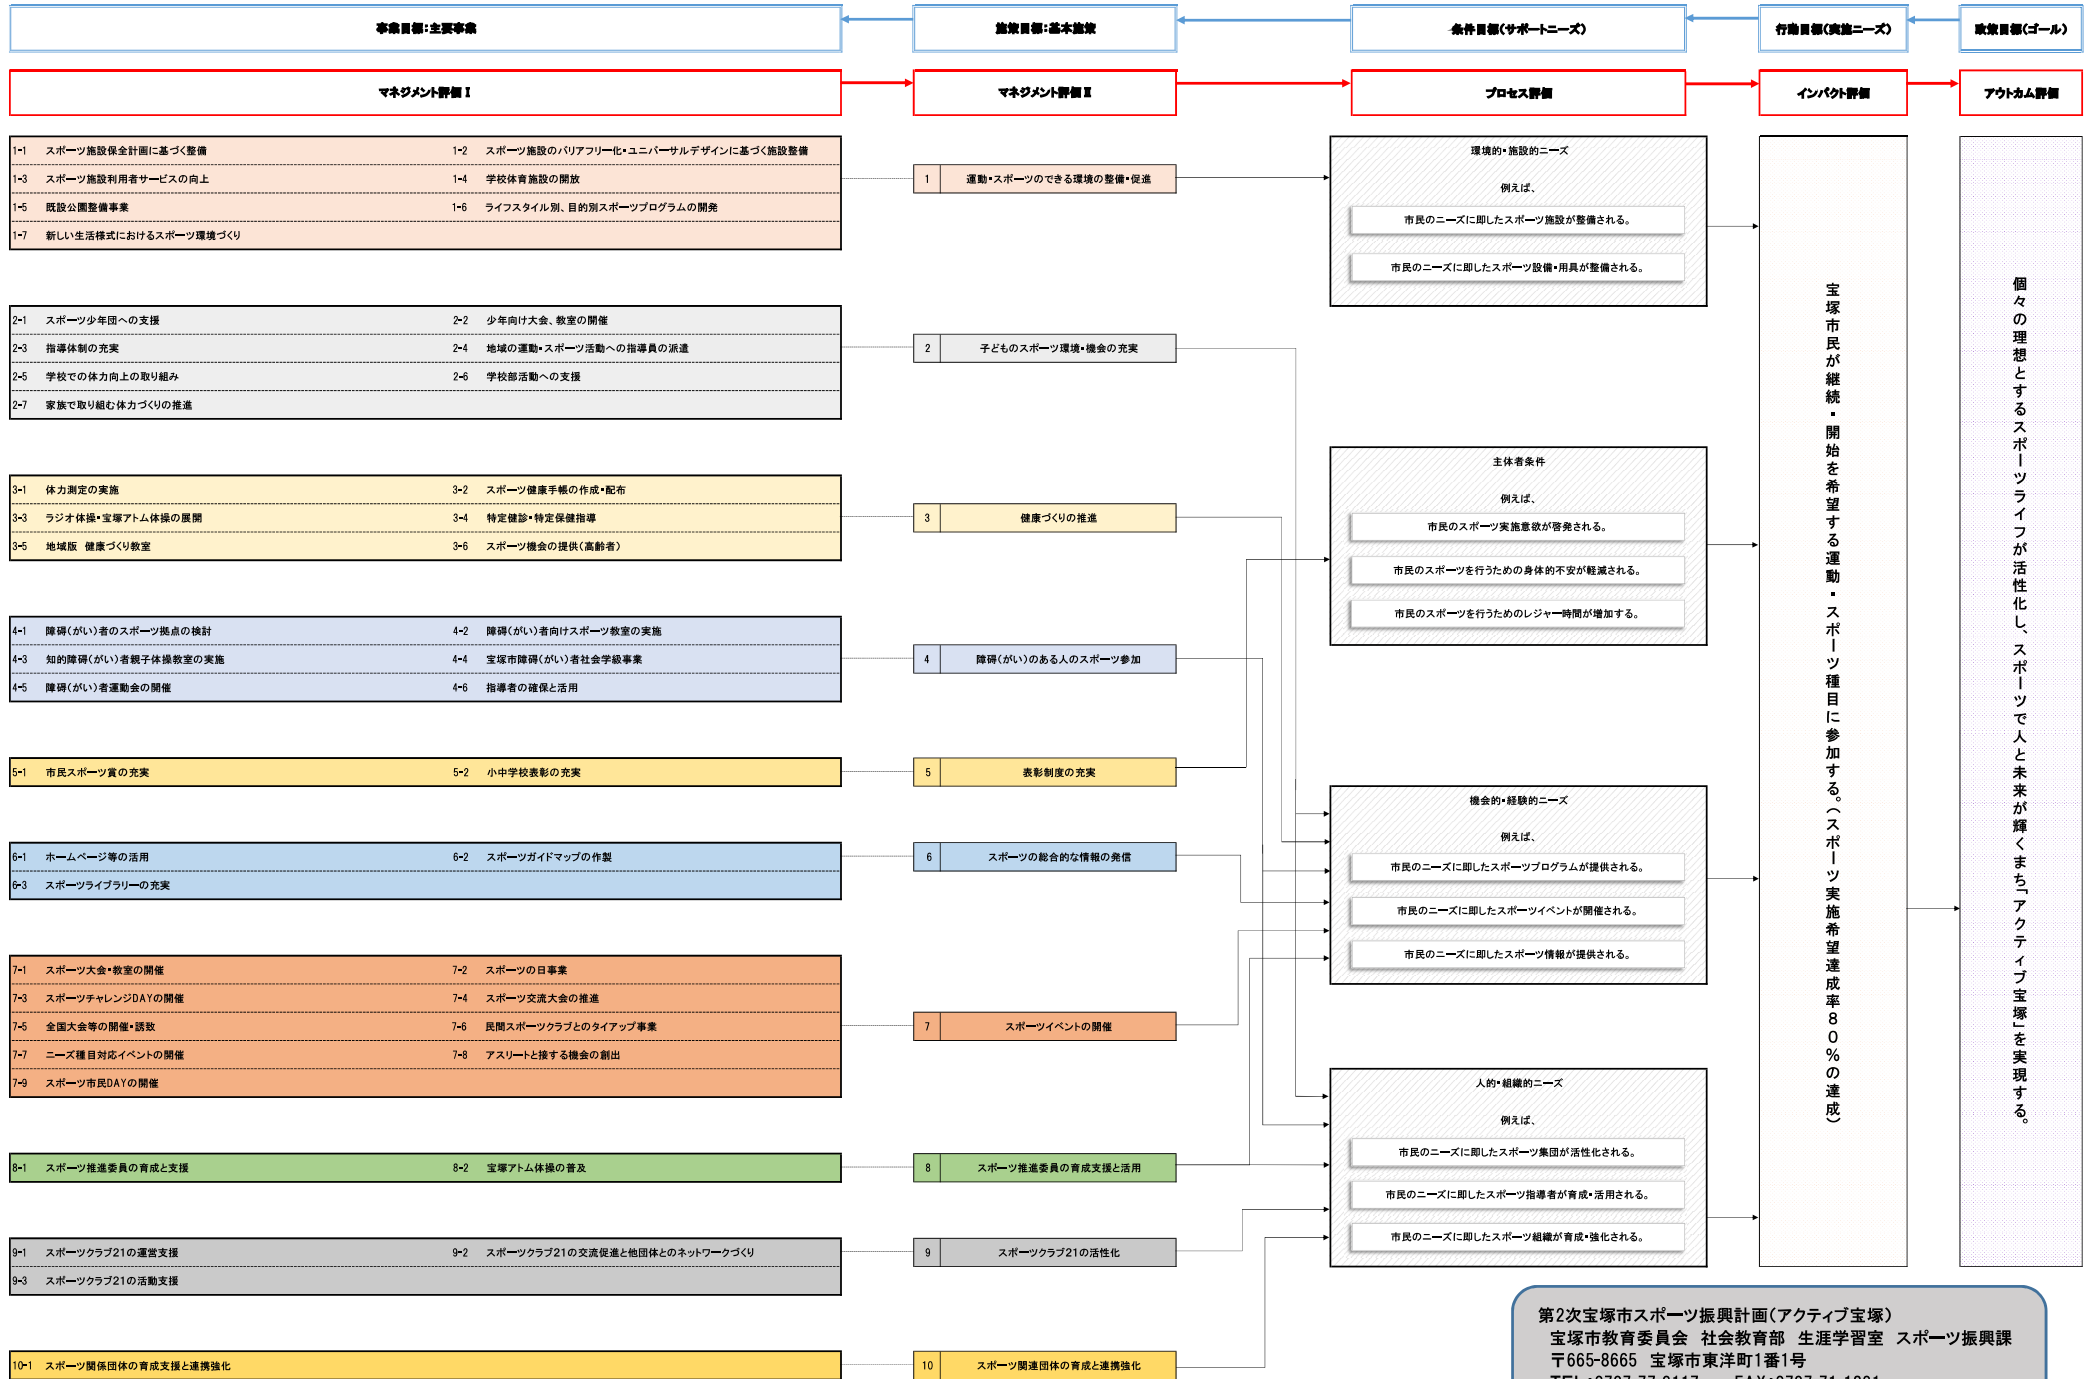 事業目標：主要事業
施策目標：基本施策
条件目標（サポートニーズ）
行動目標（実施ニーズ）
政策目標（ゴール）
マネジメント評価Ⅰ
マネジメント評価Ⅱ
プロセス評価
インパクト評価
アウトカム評価
1-1 スポーツ施設保全計画に基づく整備
1-2 スポーツ施設のバリアフリー化・ユニバーサルデザインに基づく施設整備
1-3 スポーツ施設利用者サービスの向上
1-4 学校体育施設の開放
1-5 既設公園整備事業
1-6 ライフスタイル別、目的別スポーツプログラムの開発
1-7 新しい生活様式におけるスポーツ環境づくり
1 運動・スポーツのできる環境の整備・促進
2-1 スポーツ少年団への支援
2-2 少年向け大会、教室の開催
2-3 指導体制の充実
2-4 地域の運動・スポーツ活動への指導員の派遣
2-5 学校での体力向上の取り組み
2-6 学校部活動への支援
2-7 家族で取り組む体力づくりの推進
2 子どものスポーツ環境・機会の充実
3-1 体力測定の実施
3-2 スポーツ健康手帳の作成・配布
3-3 ラジオ体操・宝塚アトム体操の展開
3-4 特定健診・特定保健指導
3-5 地域版 健康づくり教室
3-6 スポーツ機会の提供（高齢者）
3 健康づくりの推進
4-1 障碍（がい）者のスポーツ拠点の検討
4-2 障碍（がい）者向けスポーツ教室の実施
4-3 知的障碍（がい）者親子体操教室の実施
4-4 宝塚市障碍（がい）者社会学級事業
4-5 障碍（がい）者運動会の開催
4-6 指導者の確保と活用
4 障碍（がい）のある人のスポーツ参加
5-1 市民スポーツ賞の充実
5-2 小中学校表彰の充実
5 表彰制度の充実
6-1 ホームページ等の活用
6-2 スポーツガイドマップの作製
6-3 スポーツライブラリーの充実
6 スポーツの総合的な情報の発信
7-1 スポーツ大会・教室の開催
7-2 スポーツの日事業
7-3 スポーツチャレンジDAYの開催
7-4 スポーツ交流大会の推進
7-5 全国大会等の開催・誘致
7-6 民間スポーツクラブとのタイアップ事業
7-7 ニーズ種目対応イベントの開催
7-8 アスリートと接する機会の創出
7-9 スポーツ市民DAYの開催
7 スポーツイベントの開催
8-1 スポーツ推進委員の育成と支援
8-2 宝塚アトム体操の普及
8 スポーツ推進委員の育成支援と活用
9-1 スポーツクラブ21の運営支援
9-2 スポーツクラブ21の交流促進と他団体とのネットワークづくり
9-3 スポーツクラブ21の活動支援
9 スポーツクラブ21の活性化
10-1 スポーツ関係団体の育成支援と連携強化
10 スポーツ関連団体の育成と連携強化
環境的・施設的ニーズ
例えば、
市民のニーズに即したスポーツ施設が整備される。
市民のニーズに即したスポーツ設備・用具が整備される。
主体者条件
例えば、
市民のスポーツ実施意欲が啓発される。
市民のスポーツを行うための身体的不安が軽減される。
市民のスポーツを行うためのレジャー時間が増加する。
機会的・経験的ニーズ
例えば、
市民のニーズに即したスポーツプログラムが提供される。
市民のニーズに即したスポーツイベントが開催される。
市民のニーズに即したスポーツ情報が提供される。
人的・組織的ニーズ
例えば、
市民のニーズに即したスポーツ集団が活性化される。
市民のニーズに即したスポーツ指導者が育成・活用される。
市民のニーズに即したスポーツ組織が育成・強化される。
宝塚市民が継続・開始を希望する運動・スポーツ種目に参加する。（スポーツ実施希望達成率８０％の達成）
個々の理想とするスポーツライフが活性化し、スポーツで人と未来が輝くまち「アクティブ宝塚」を実現する。
第2次宝塚市スポーツ振興計画（アクティブ宝塚）
宝塚市教育委員会 社会教育部 生涯学習室 スポーツ振興課
〒665-8665 宝塚市東洋町1番1号